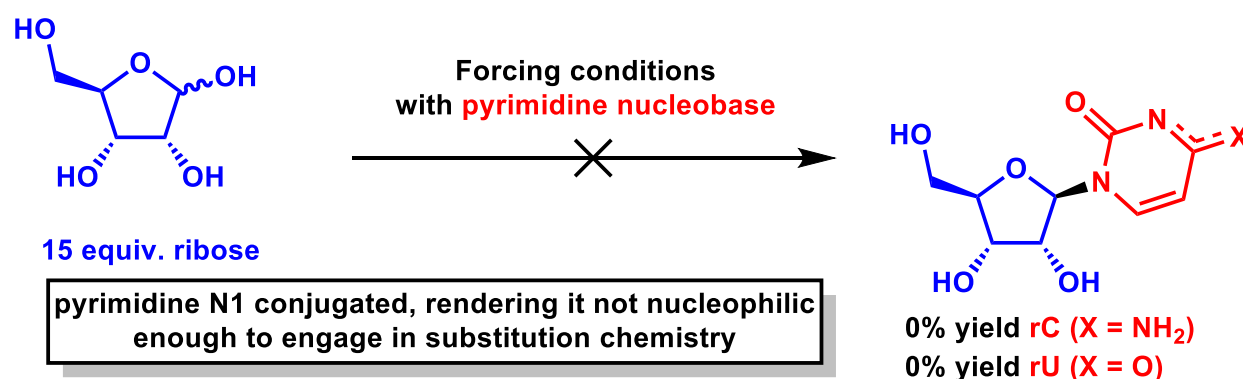 HO
O
OH
HO
OH
15 equiv. ribose
Forcing conditions
with pyrimidine nucleobase
pyrimidine N1 conjugated, rendering it not nucleophilic
enough to engage in substitution chemistry
O
N
X
HO
O
N
HO
OH
0% yield rC (X = NH₂)
0% yield rU (X = O)